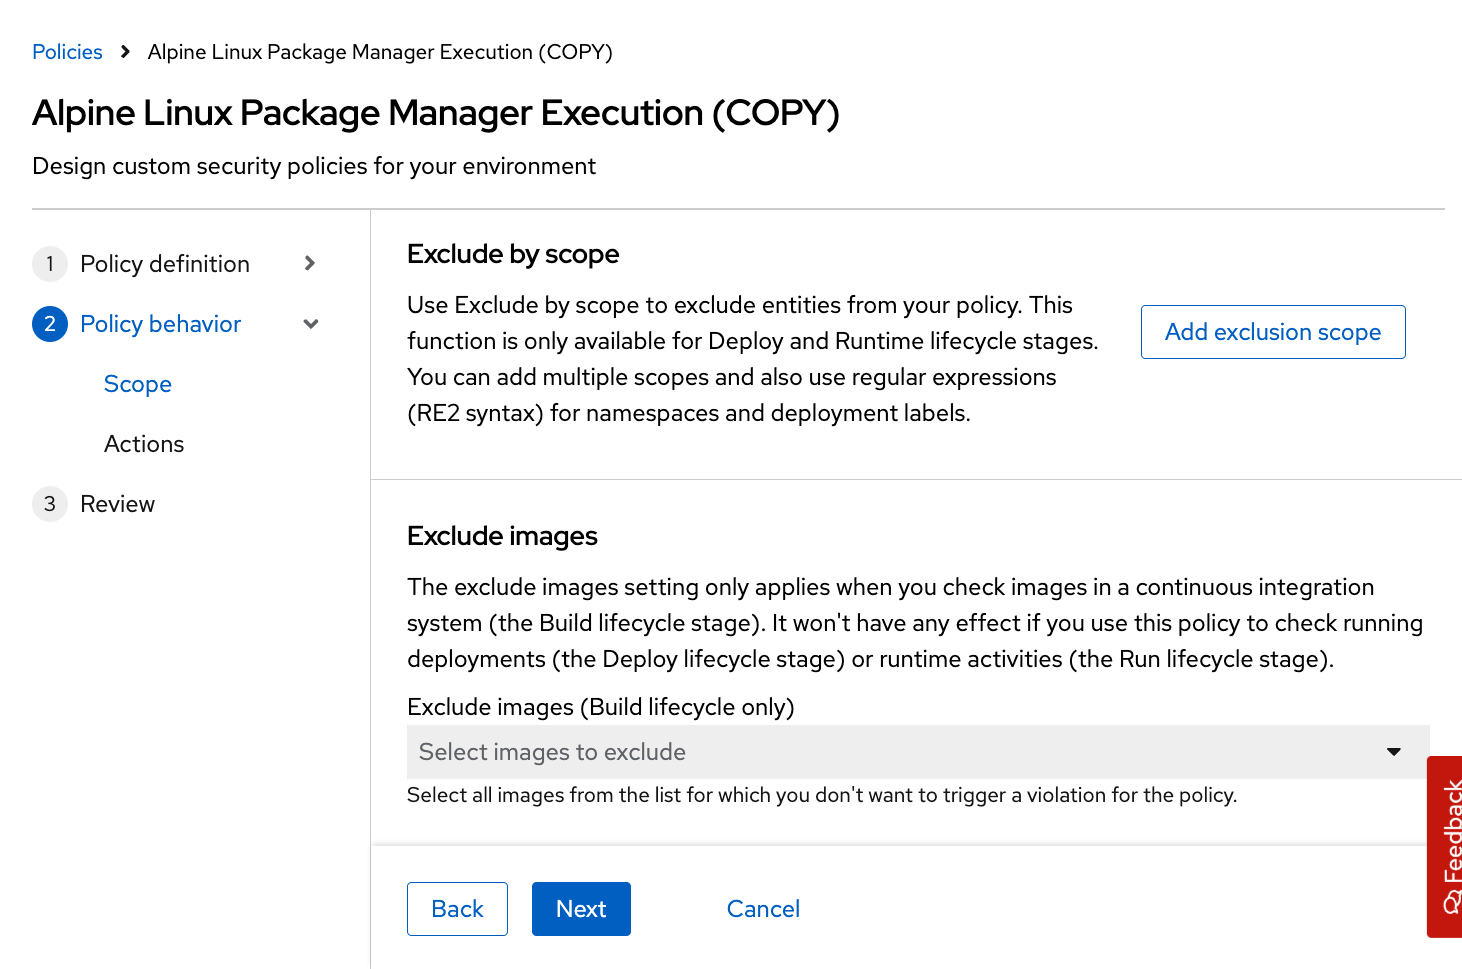 Policies > Alpine Linux Package Manager Execution (COPY)
Alpine Linux Package Manager Execution (COPY)
Design custom security policies for your environment
1 Policy definition
2 Policy behavior
Scope
Actions
3 Review
Exclude by scope
Use Exclude by scope to exclude entities from your policy. This
function is only available for Deploy and Runtime lifecycle stages.
You can add multiple scopes and also use regular expressions
(RE2 syntax) for namespaces and deployment labels.
Add exclusion scope
Exclude images
The exclude images setting only applies when you check images in a continuous integration
system (the Build lifecycle stage). It won't have any effect if you use this policy to check running
deployments (the Deploy lifecycle stage) or runtime activities (the Run lifecycle stage).
Exclude images (Build lifecycle only)
Select images to exclude
Select all images from the list for which you don't want to trigger a violation for the policy.
Back
Next
Cancel
Feedback